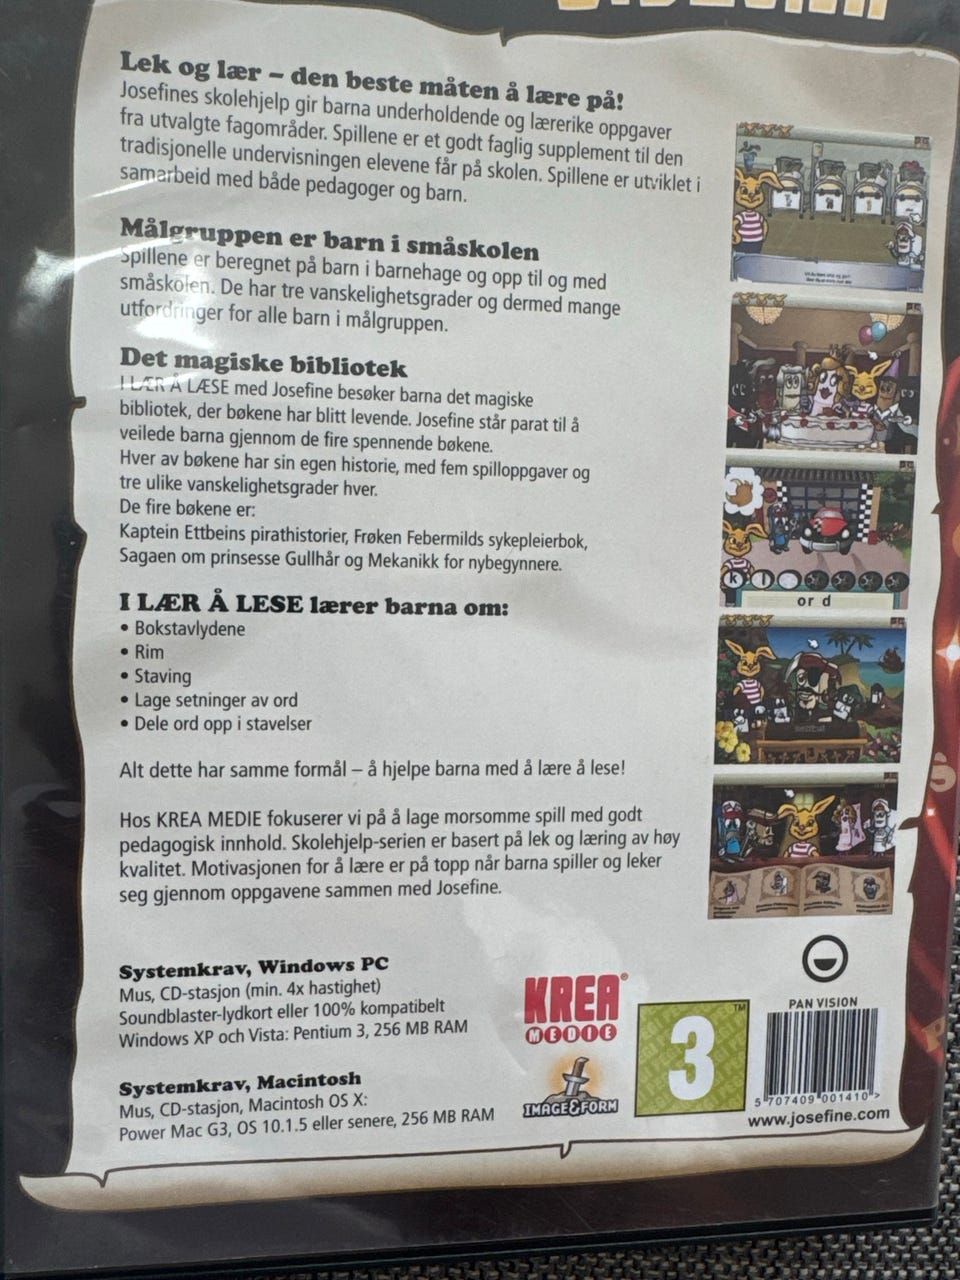 Lek og lær – den beste måten å lære på!
Josefines skolehjelp gir barna underholdende og lærerike oppgaver
fra utvalgte fagområder. Spillene er et godt faglig supplement til den
tradisjonelle undervisningen elevene får på skolen. Spillene er utviklet i
samarbeid med både pedagoger og barn.
Målgruppen er barn i småskolen
Spillene er beregnet på barn i barnehage og opp til og med
småskolen. De har tre vanskelighetsgrader og dermed mange
utfordringer for alle barn i målgruppen.
Det magiske bibliotek
I LÆR Å LÆSE med Josefine besøker barna det magiske
bibliotek, der bøkene har blitt levende. Josefine står parat til å
veilede barna gjennom de fire spennende bøkene.
Hver av bøkene har sin egen historie, med fem spilloppgaver og
tre ulike vanskelighetsgrader hver.
De fire bøkene er:
Kaptein Ettbeins pirathistorier, Frøken Febermilds sykepleierbok,
Sagaen om prinsesse Gullhår og Mekanikk for nybegynnere.
I LÆR Å LESE lærer barna om:
• Bokstavlydene
• Rim
• Staving
• Lage setninger av ord
• Dele ord opp i stavelser
Alt dette har samme formål – å hjelpe barna med å lære å lese!
Hos KREA MEDIE fokuserer vi på å lage morsomme spill med godt
pedagogisk innhold. Skolehjelp-serien er basert på lek og læring av høy
kvalitet. Motivasjonen for å lære er på topp når barna spiller og leker
seg gjennom oppgavene sammen med Josefine.
Systemkrav, Windows PC
Mus, CD-stasjon (min. 4x hastighet)
Soundblaster-lydkort eller 100% kompatibelt
Windows XP och Vista: Pentium 3, 256 MB RAM
Systemkrav, Macintosh
Mus, CD-stasjon, Macintosh OS X:
Power Mac G3, OS 10.1.5 eller senere, 256 MB RAM
k l
or d
KREA®
MEDIE
IMAGE&FORM
3
TM
PAN VISION
5 707409 001410 >
www.josefine.com